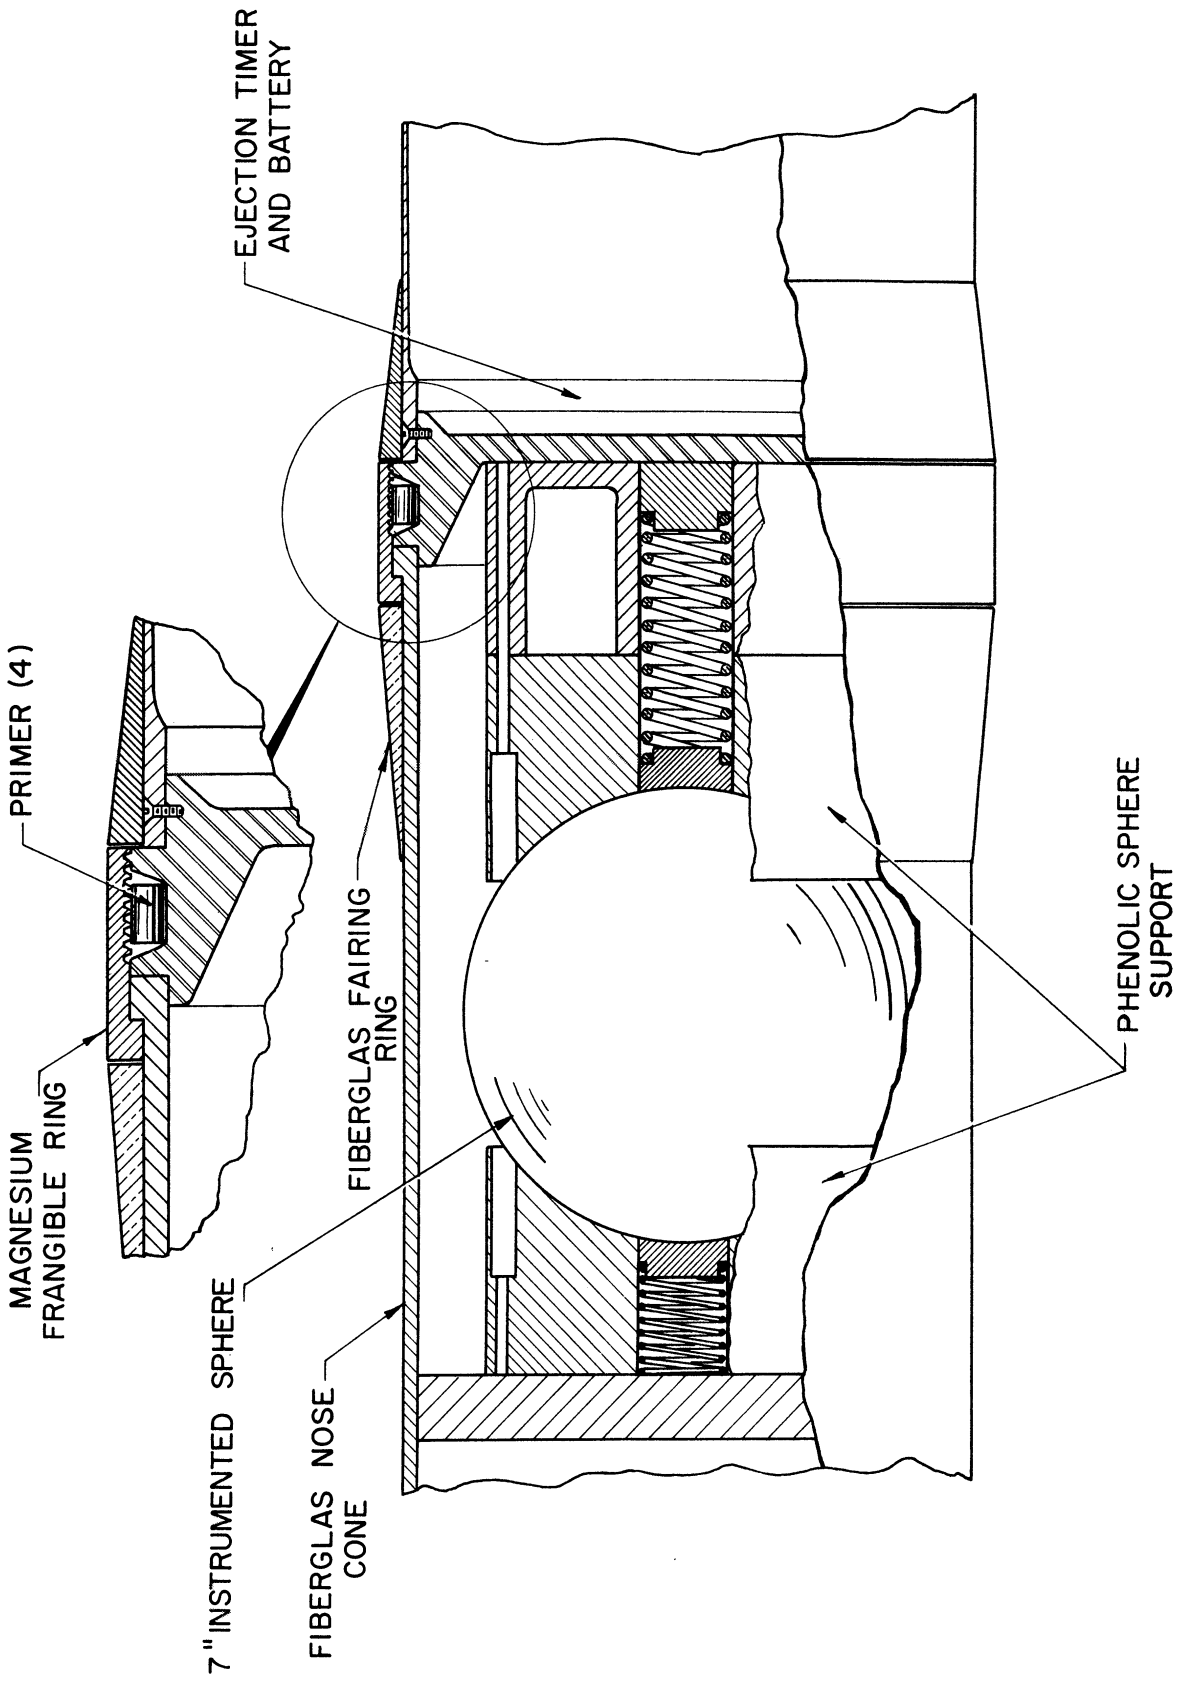 MAGNESIUM
FRANGIBLE RING
PRIMER (4)
EJECTION TIMER
AND BATTERY
7" INSTRUMENTED SPHERE
FIBERGLAS FAIRING
RING
FIBERGLAS NOSE
CONE
PHENOLIC SPHERE
SUPPORT